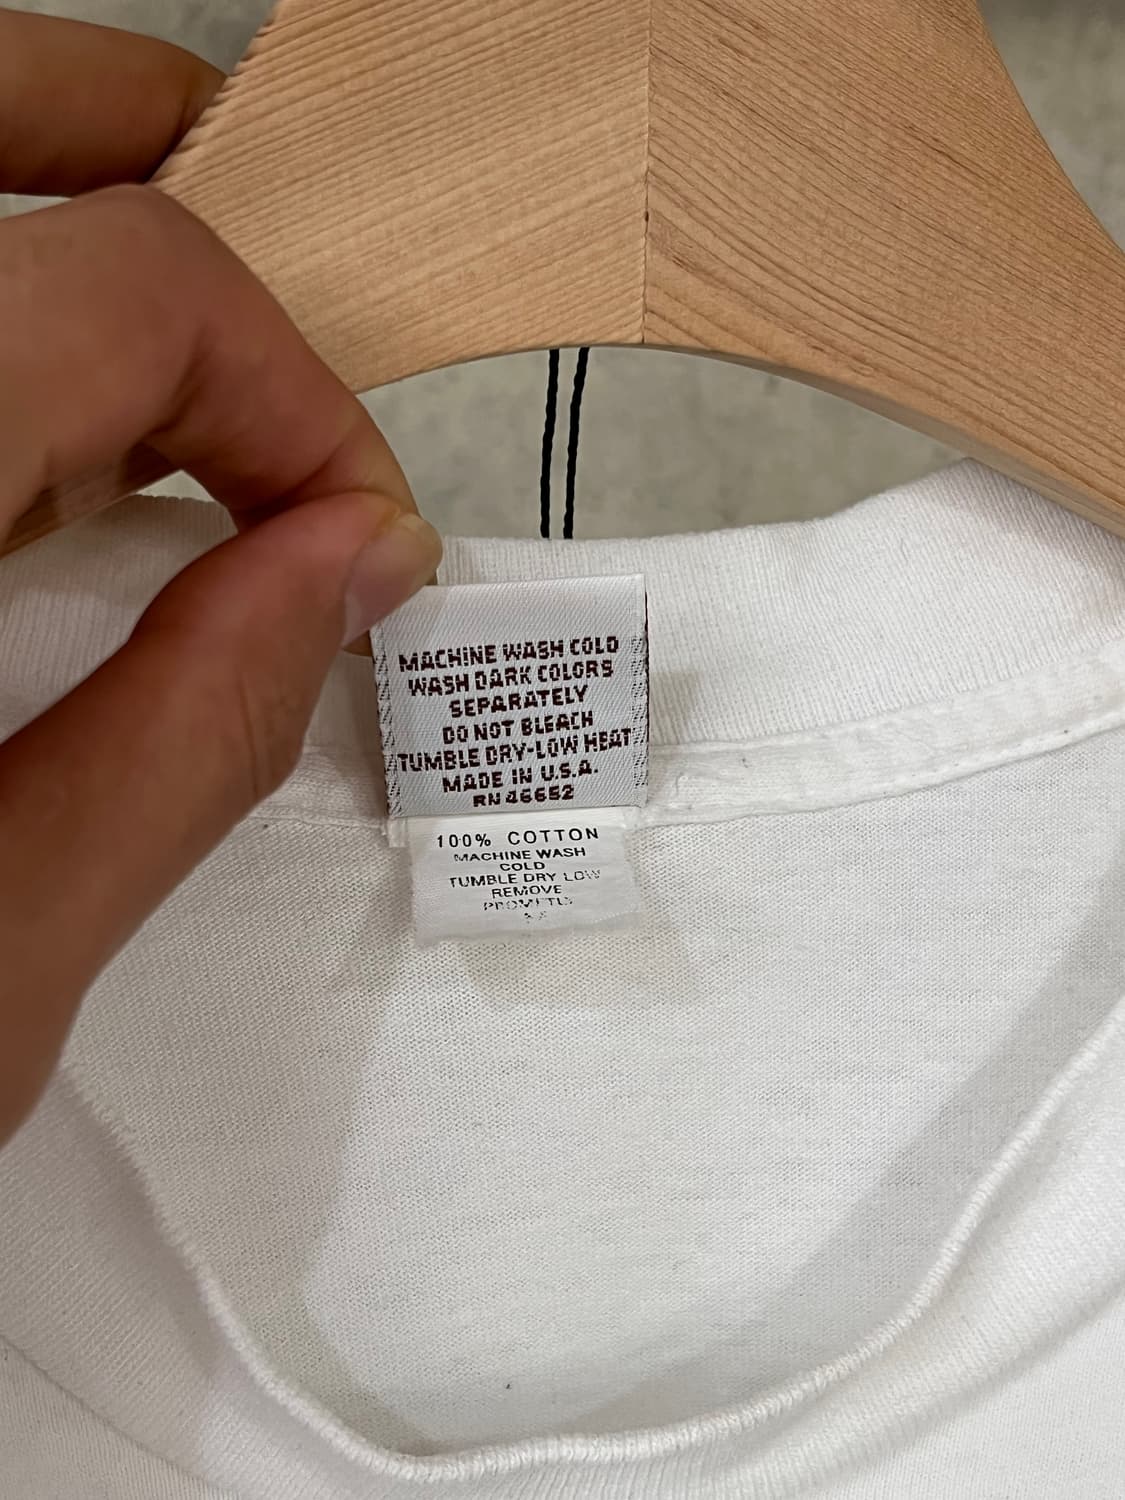 MACHINE WASH COLD
WASH DARK COLORS
SEPARATELY
DO NOT BLEACH
TUMBLE DRY-LOW HEAT
MADE IN U.S.A.
RN 46652
100% COTTON
MACHINE WASH
COLD
TUMBLE DRY LOW
REMOVE